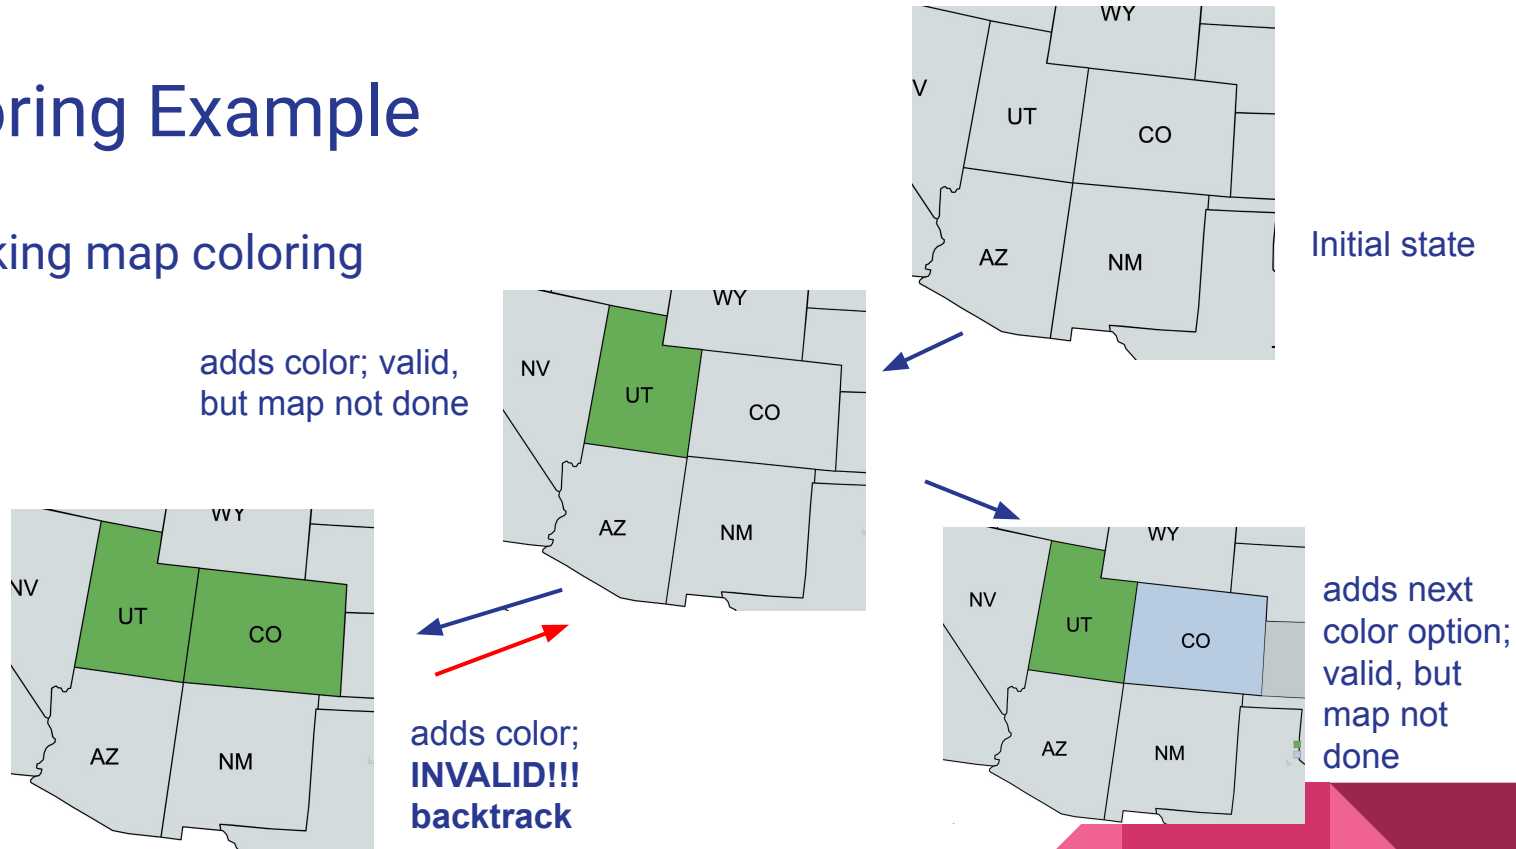 oring Example
king map coloring
WY
V
UT
CO
AZ
NM
Initial state
adds color; valid,
but map not done
WY
NV
UT
CO
AZ
NM
WY
NV
UT
CO
AZ
NM
adds color;
INVALID!!!
backtrack
WY
NV
UT
CO
AZ
NM
adds next
color option;
valid, but
map not
done